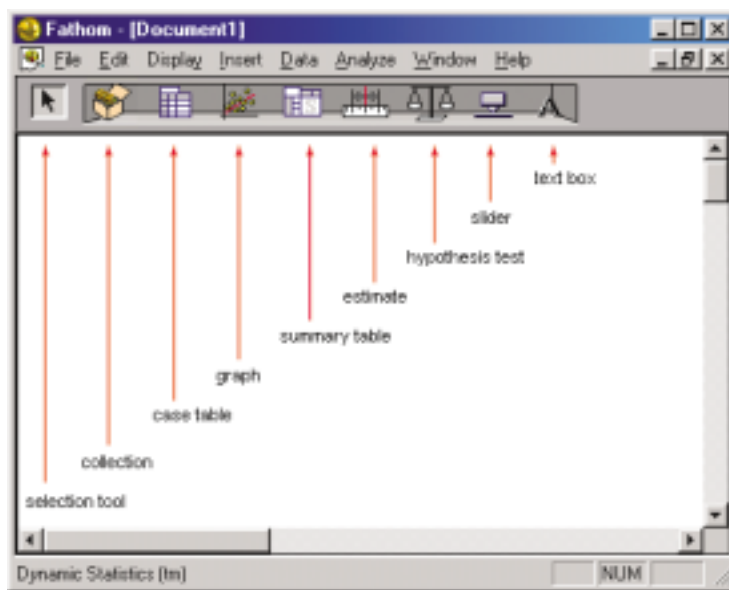 Fathom - [Document1]
File Edit Display Insert Data Analyze Window Help
text box
slider
hypothesis test
estimate
summary table
graph
case table
collection
selection tool
Dynamic Statistics (tm)
NUM